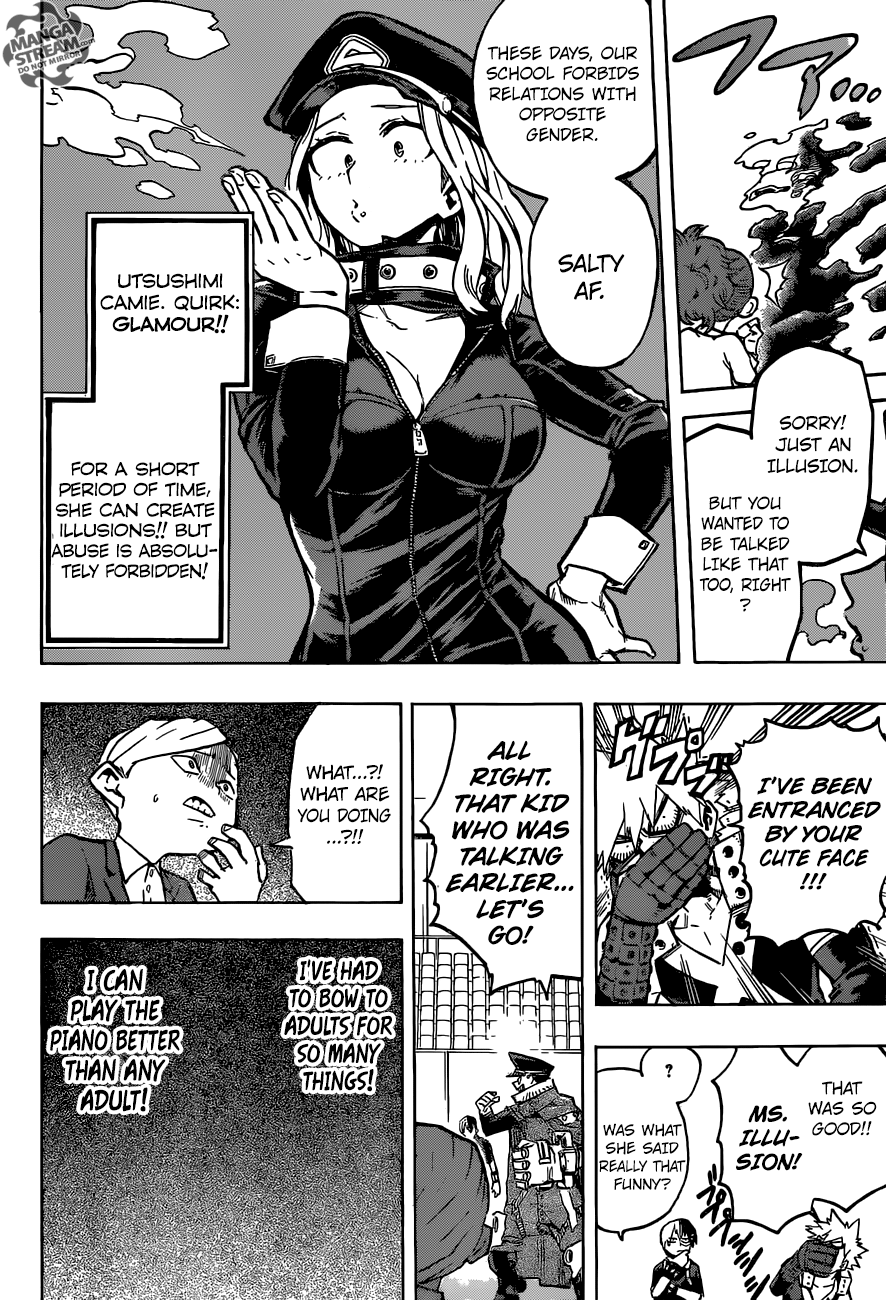 フッ...
SORRY!
JUST AN
ILLUSION.
BUT YOU
WANTED TO
BE TALKED
LIKE THAT
TOO, RIGHT
?
MANGA
STREAM.com
DO NOT MIRROR
THESE DAYS, OUR
SCHOOL FORBIDS
RELATIONS WITH
OPPOSITE
GENDER.
SALTY
AF.
UTSUSHIMI
CAMIE. QUIRK:
GLAMOUR!!
FOR A SHORT
PERIOD OF TIME,
SHE CAN CREATE
ILLUSIONS!! BUT
ABUSE IS ABSOLU-
TELY FORBIDDEN!
I'VE BEEN
ENTRANCED
BY YOUR
CUTE FACE
!!!
THAT
WAS SO
GOOD!!
MS.
ILLU-
SION!
?
WAS WHAT
SHE SAID
REALLY THAT
FUNNY?
ALL
RIGHT.
THAT KID
WHO WAS
TALKING
EARLIER...
LET'S
GO!
WHAT...?!
WHAT ARE
YOU DOING
...?!!
I'VE HAD
TO BOW TO
ADULTS FOR
SO MANY
THINGS!
I CAN
PLAY THE
PIANO BETTER
THAN ANY
ADULT!